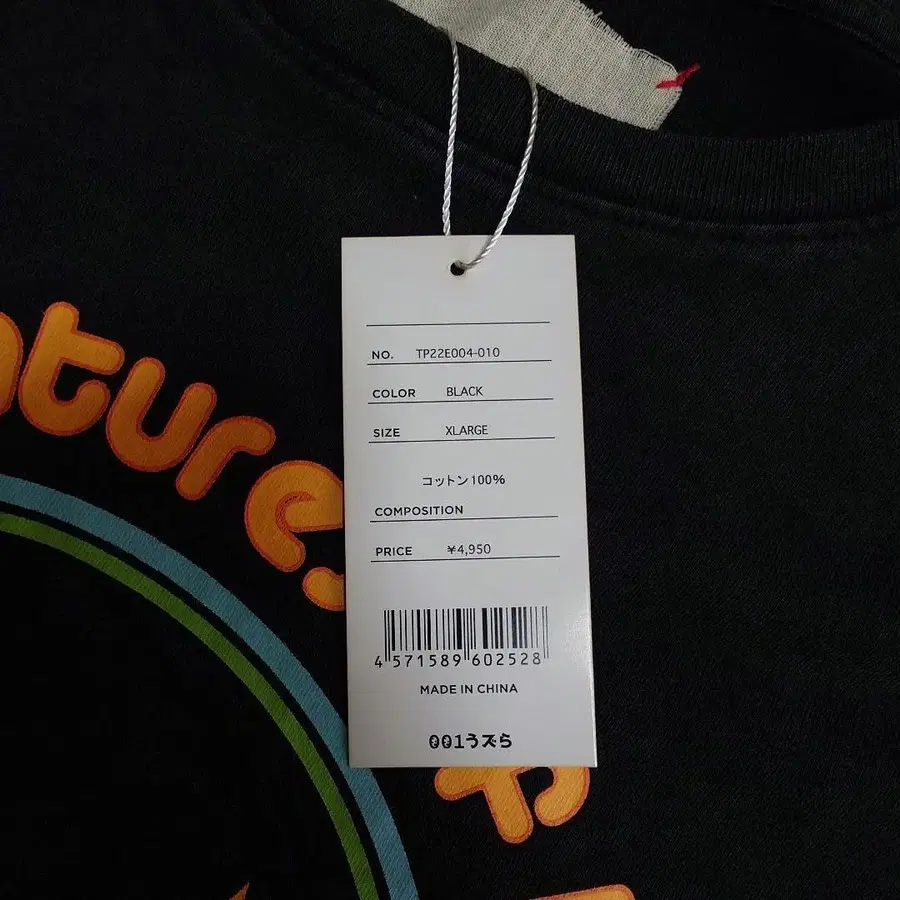 NO. TP22E004-010
COLOR BLACK
SIZE XLARGE
コットン100%
COMPOSITION
PRICE ¥4,950
4 571589 602528
MADE IN CHINA
001うズら